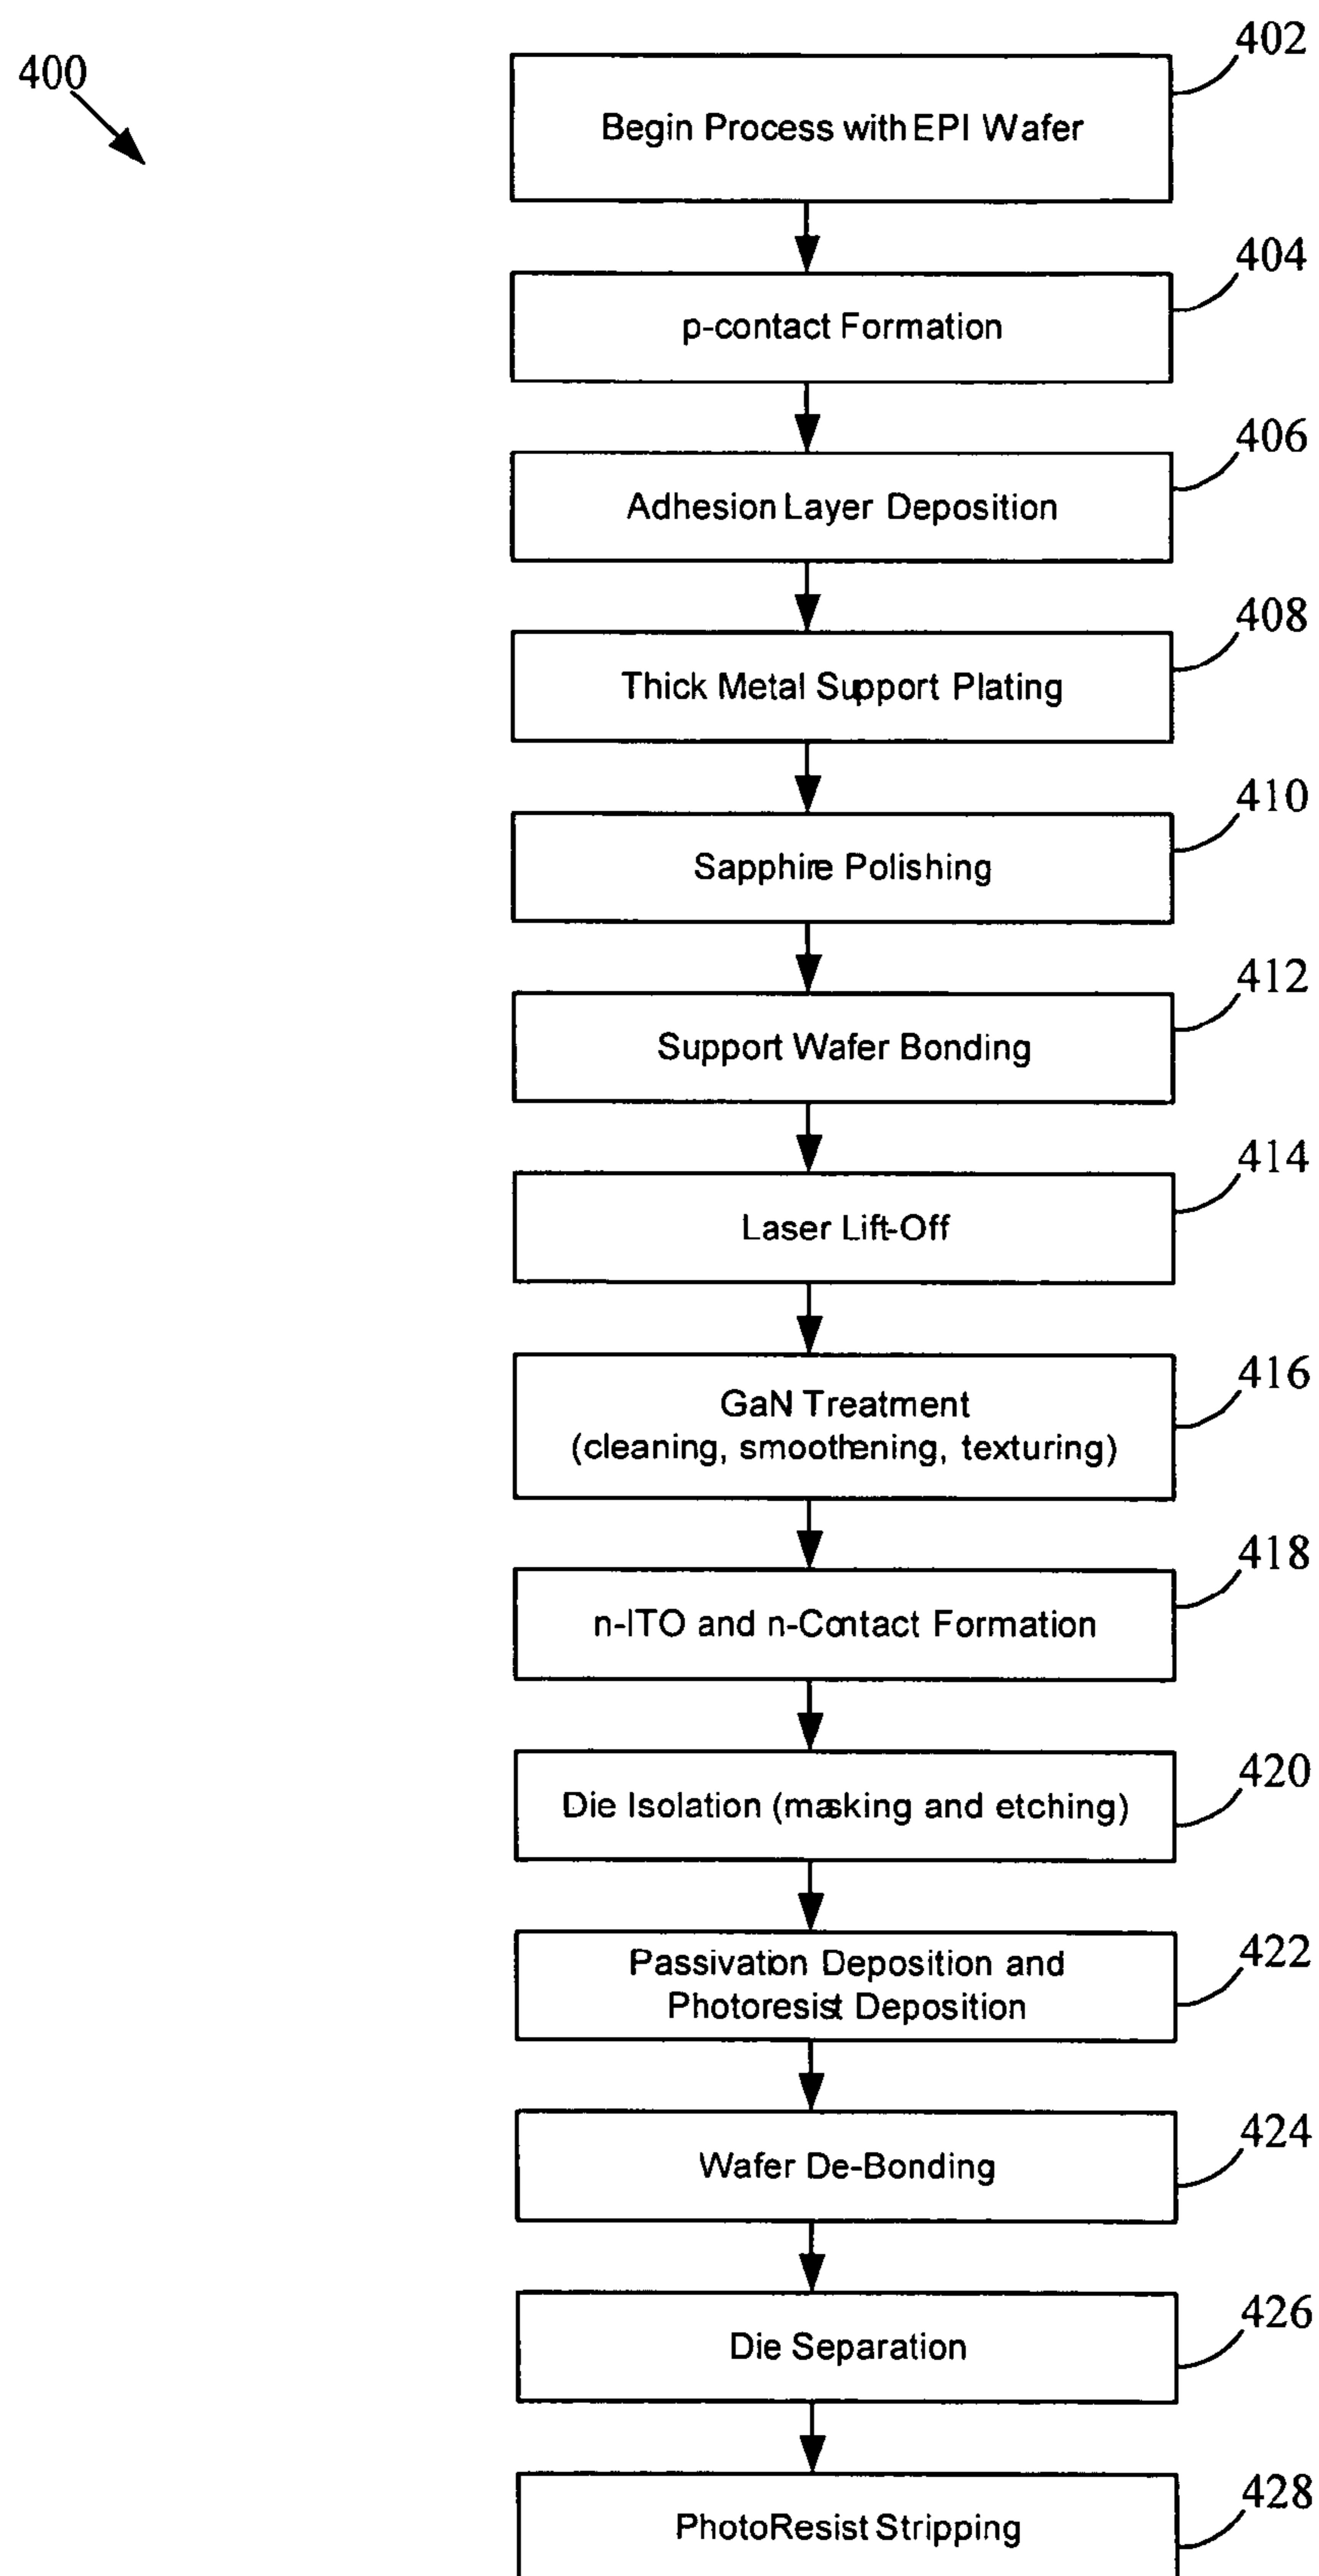 400
402
Begin Process with EPI Wafer
404
p-contact Formation
406
Adhesion Layer Deposition
408
Thick Metal Support Plating
410
Sapphire Polishing
412
Support Wafer Bonding
414
Laser Lift-Off
416
GaN Treatment
(cleaning, smoothening, texturing)
418
n-ITO and n-Contact Formation
420
Die Isolation (masking and etching)
422
Passivation Deposition and
Photoresist Deposition
424
Wafer De-Bonding
426
Die Separation
428
PhotoResist Stripping